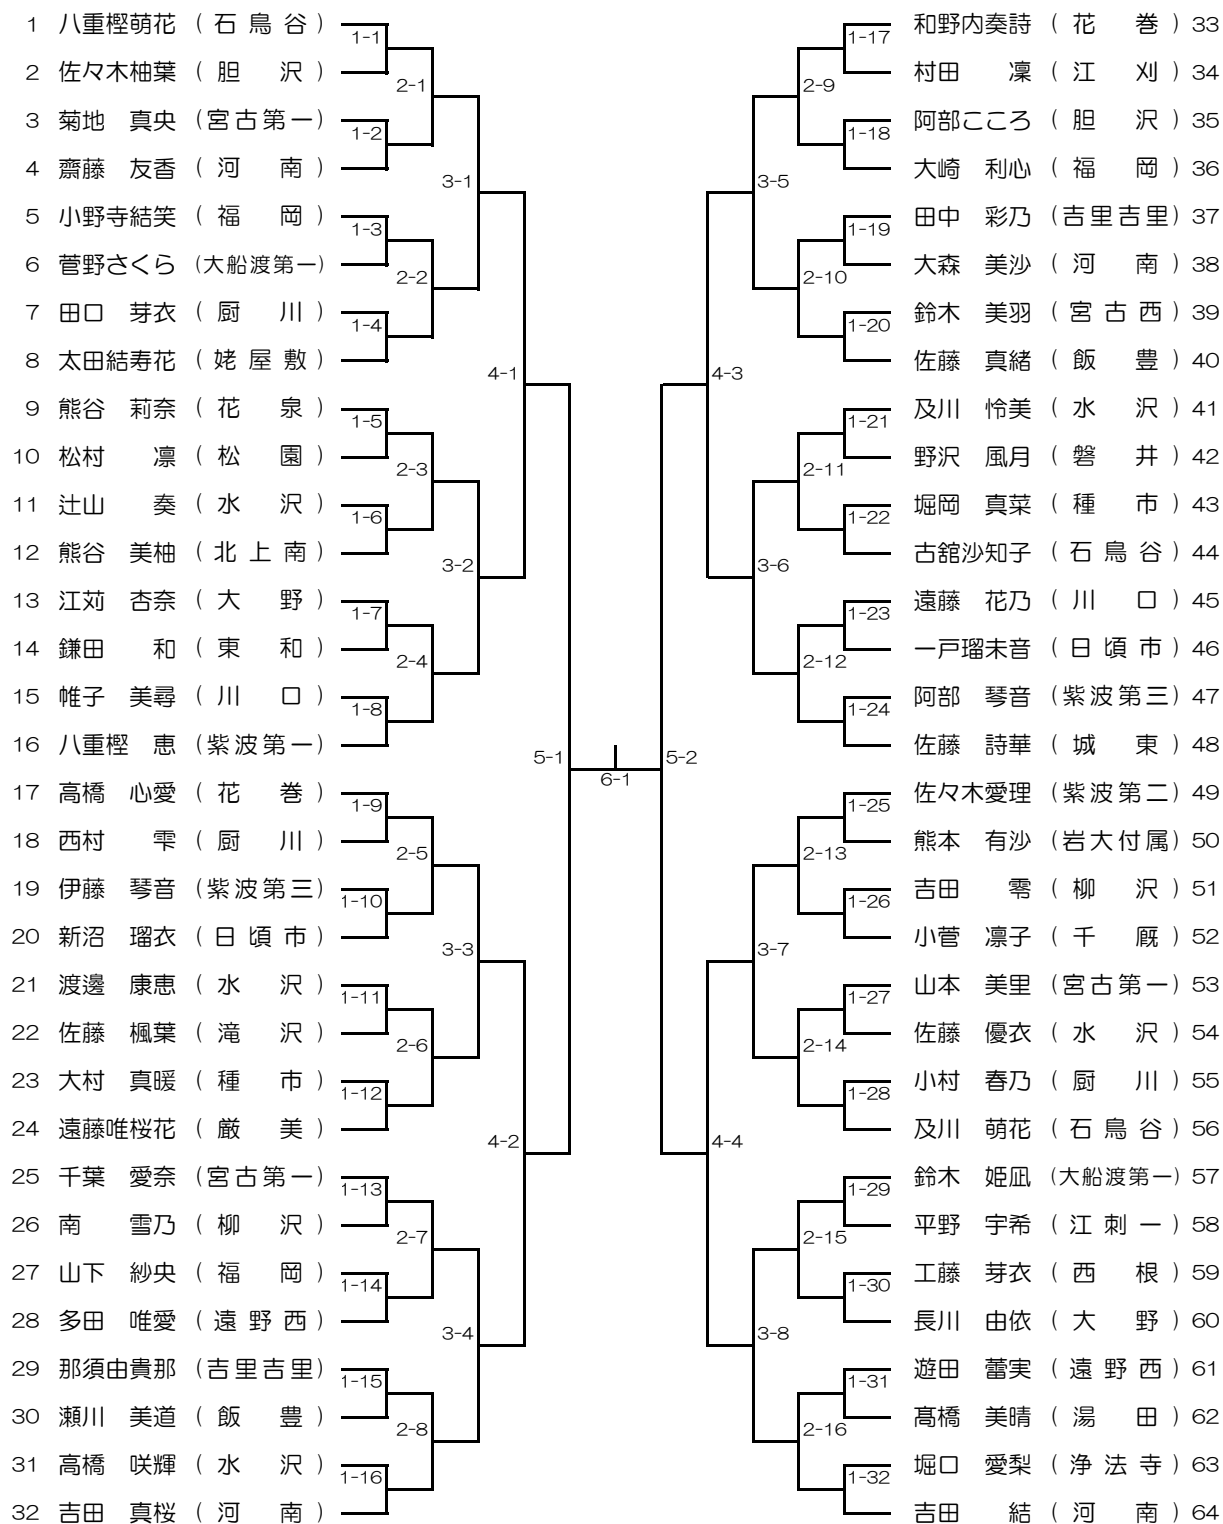 1 八重樫萌花 ( 石 鳥 谷 )
1-1
2 佐々木柚葉 ( 胆 沢 )
2-1
3 菊地 真央 (宮古第一)
1-2
4 齋藤 友香 ( 河 南 )
3-1
5 小野寺結笑 ( 福 岡 )
1-3
6 菅野さくら (大船渡第一)
2-2
7 田口 芽衣 ( 厨 川 )
1-4
8 太田結寿花 ( 姥 屋 敷 )
4-1
9 熊谷 莉奈 ( 花 泉 )
1-5
10 松村 凛 ( 松 園 )
2-3
11 辻山 奏 ( 水 沢 )
1-6
12 熊谷 美柚 ( 北 上 南 )
3-2
13 江苅 杏奈 ( 大 野 )
1-7
14 鎌田 和 ( 東 和 )
2-4
15 帷子 美尋 ( 川 口 )
1-8
16 八重樫 恵 (紫波第一)
5-1
17 高橋 心愛 ( 花 巻 )
1-9
18 西村 雫 ( 厨 川 )
2-5
19 伊藤 琴音 (紫波第三)
1-10
20 新沼 瑠衣 ( 日 頃 市 )
3-3
21 渡邊 康恵 ( 水 沢 )
1-11
22 佐藤 楓葉 ( 滝 沢 )
2-6
23 大村 真暖 ( 種 市 )
1-12
24 遠藤唯桜花 ( 厳 美 )
4-2
25 千葉 愛奈 (宮古第一)
1-13
26 南 雪乃 ( 柳 沢 )
2-7
27 山下 紗央 ( 福 岡 )
1-14
28 多田 唯愛 ( 遠 野 西 )
3-4
29 那須由貴那 (吉里吉里)
1-15
30 瀬川 美道 ( 飯 豊 )
2-8
31 高橋 咲輝 ( 水 沢 )
1-16
32 吉田 真桜 ( 河 南 )
6-1
和野内奏詩 ( 花 巻 ) 33
1-17
村田 凜 ( 江 刈 ) 34
2-9
阿部こころ ( 胆 沢 ) 35
1-18
大崎 利心 ( 福 岡 ) 36
3-5
田中 彩乃 (吉里吉里) 37
1-19
大森 美沙 ( 河 南 ) 38
2-10
鈴木 美羽 ( 宮 古 西 ) 39
1-20
佐藤 真緒 ( 飯 豊 ) 40
4-3
及川 怜美 ( 水 沢 ) 41
1-21
野沢 風月 ( 磐 井 ) 42
2-11
堀岡 真菜 ( 種 市 ) 43
1-22
古舘沙知子 ( 石 鳥 谷 ) 44
3-6
遠藤 花乃 ( 川 口 ) 45
1-23
一戸瑠未音 ( 日 頃 市 ) 46
2-12
阿部 琴音 (紫波第三) 47
1-24
佐藤 詩華 ( 城 東 ) 48
5-2
佐々木愛理 (紫波第二) 49
1-25
熊本 有沙 (岩大付属) 50
2-13
吉田 零 ( 柳 沢 ) 51
1-26
小菅 凛子 ( 千 厩 ) 52
3-7
山本 美里 (宮古第一) 53
1-27
佐藤 優衣 ( 水 沢 ) 54
2-14
小村 春乃 ( 厨 川 ) 55
1-28
及川 萌花 ( 石 鳥 谷 ) 56
4-4
鈴木 姫凪 (大船渡第一) 57
1-29
平野 宇希 ( 江 刺 一 ) 58
2-15
工藤 芽衣 ( 西 根 ) 59
1-30
長川 由依 ( 大 野 ) 60
3-8
遊田 蕾実 ( 遠 野 西 ) 61
1-31
髙橋 美晴 ( 湯 田 ) 62
2-16
堀口 愛梨 ( 浄 法 寺 ) 63
1-32
吉田 結 ( 河 南 ) 64